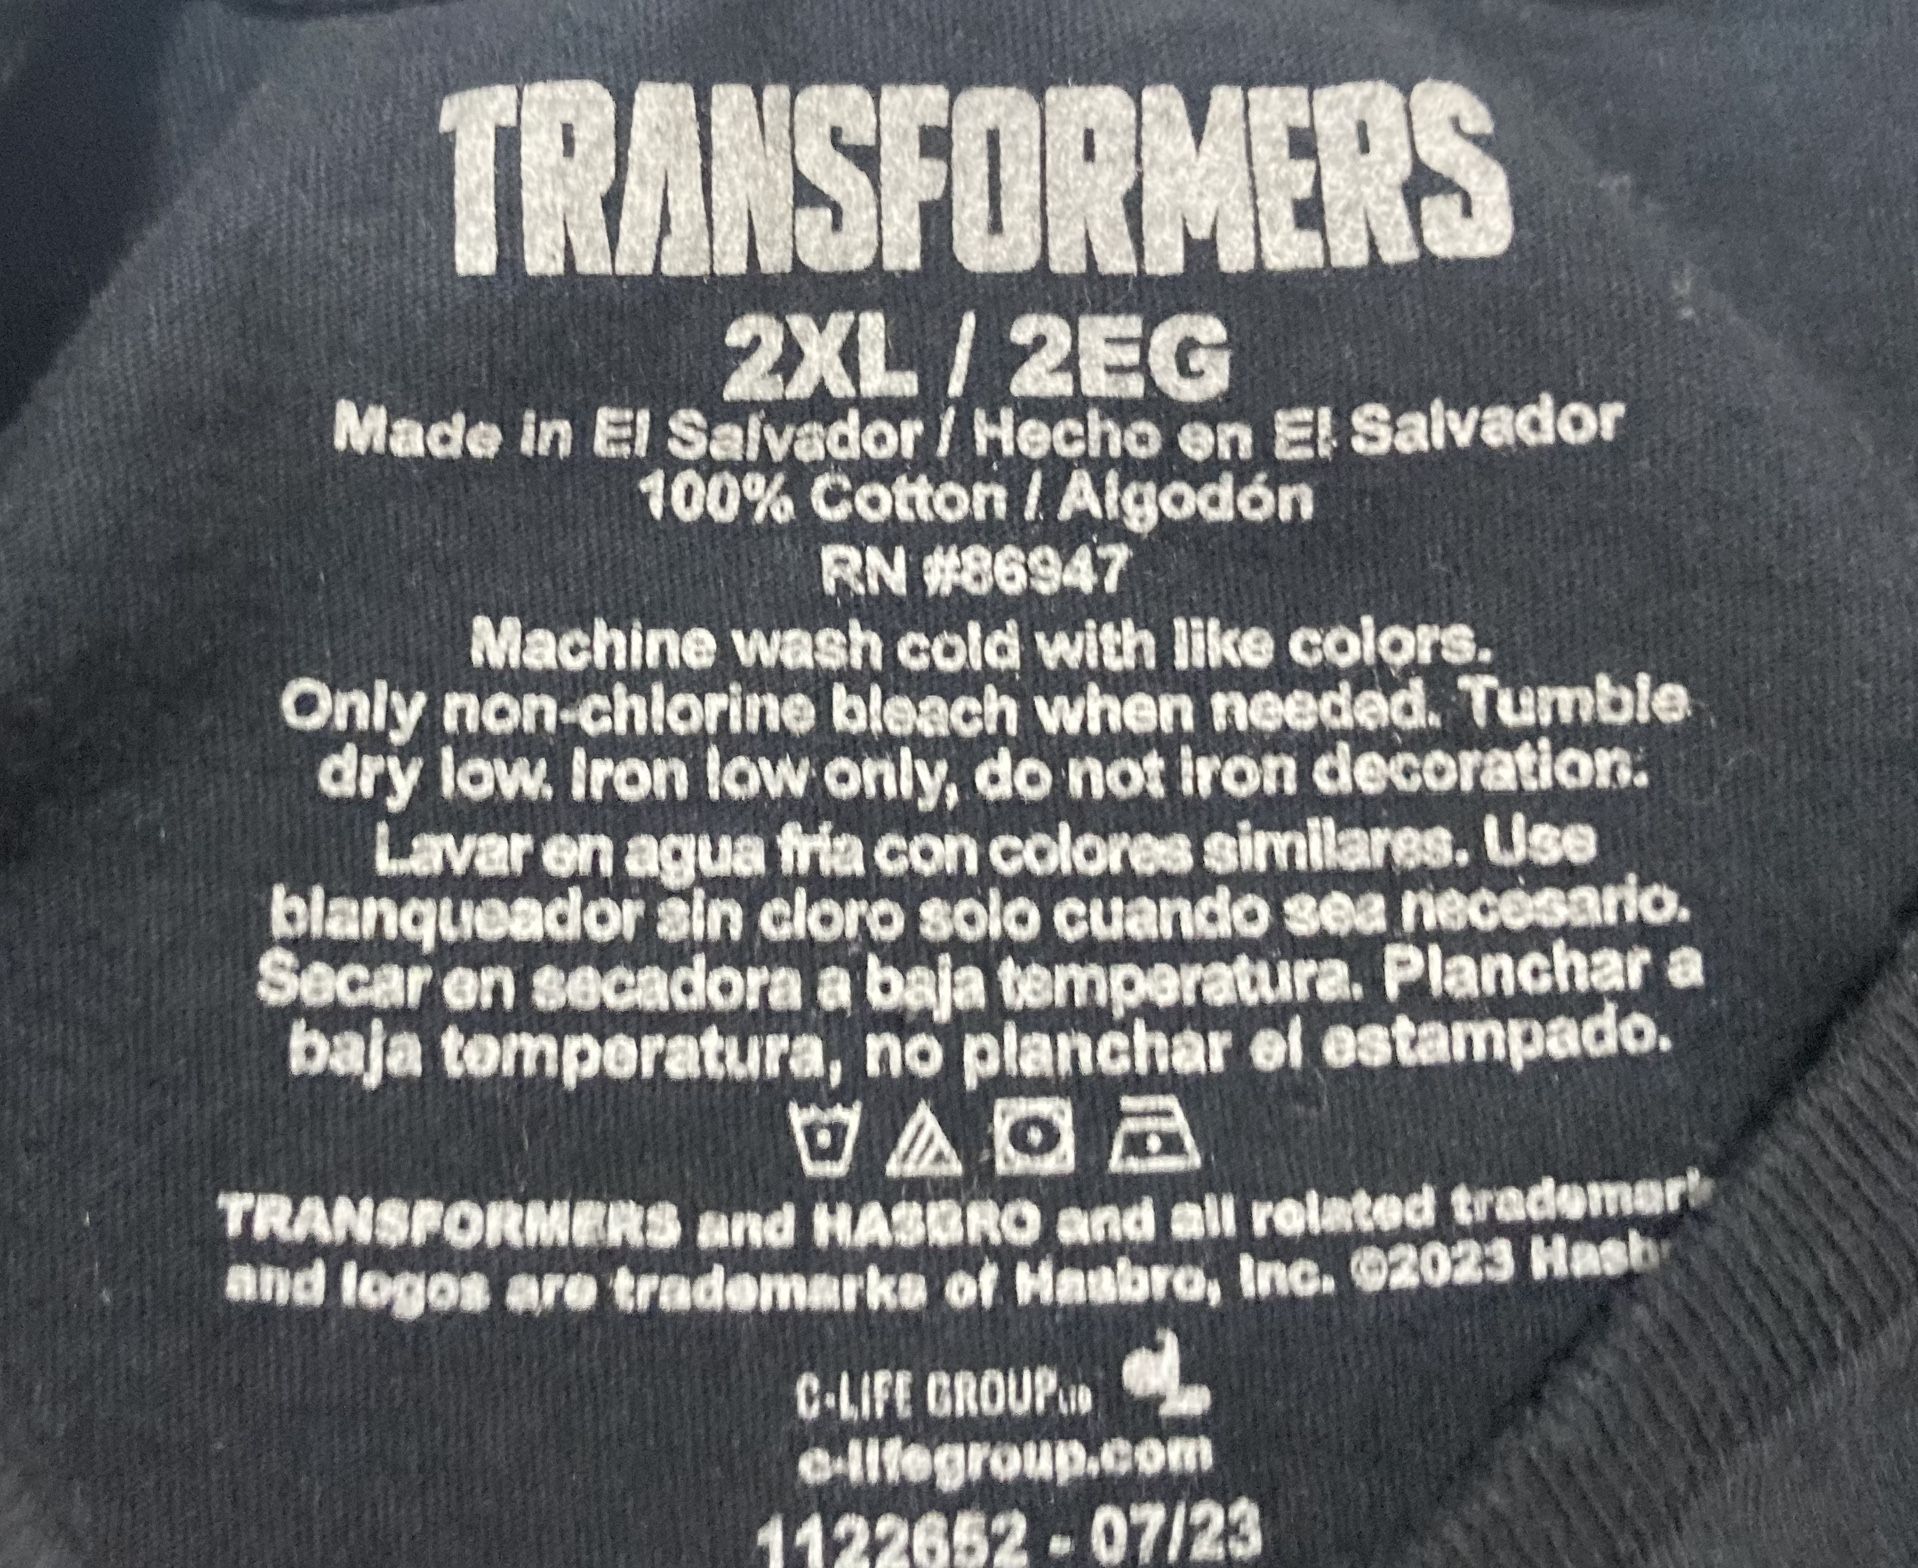 TRANSFORMERS
2XL / 2EG
Made in El Salvador / Hecho en El Salvador
100% Cotton / Algodón
RN #86947
Machine wash cold with like colors.
Only non-chlorine bleach when needed. Tumble
dry low. Iron low only, do not iron decoration.
Lavar en agua fría con colores similares. Use
blanqueador sin cloro solo cuando sea necesario.
Secar en secadora a baja temperatura. Planchar a
baja temperatura, no planchar el estampado.
TRANSFORMERS and HASBRO and all related
and logos are trademarks of Hasbro, Inc. ©2023
C-LIFE GROUP LTD
c-lifegroup.com
1122652 - 07/23